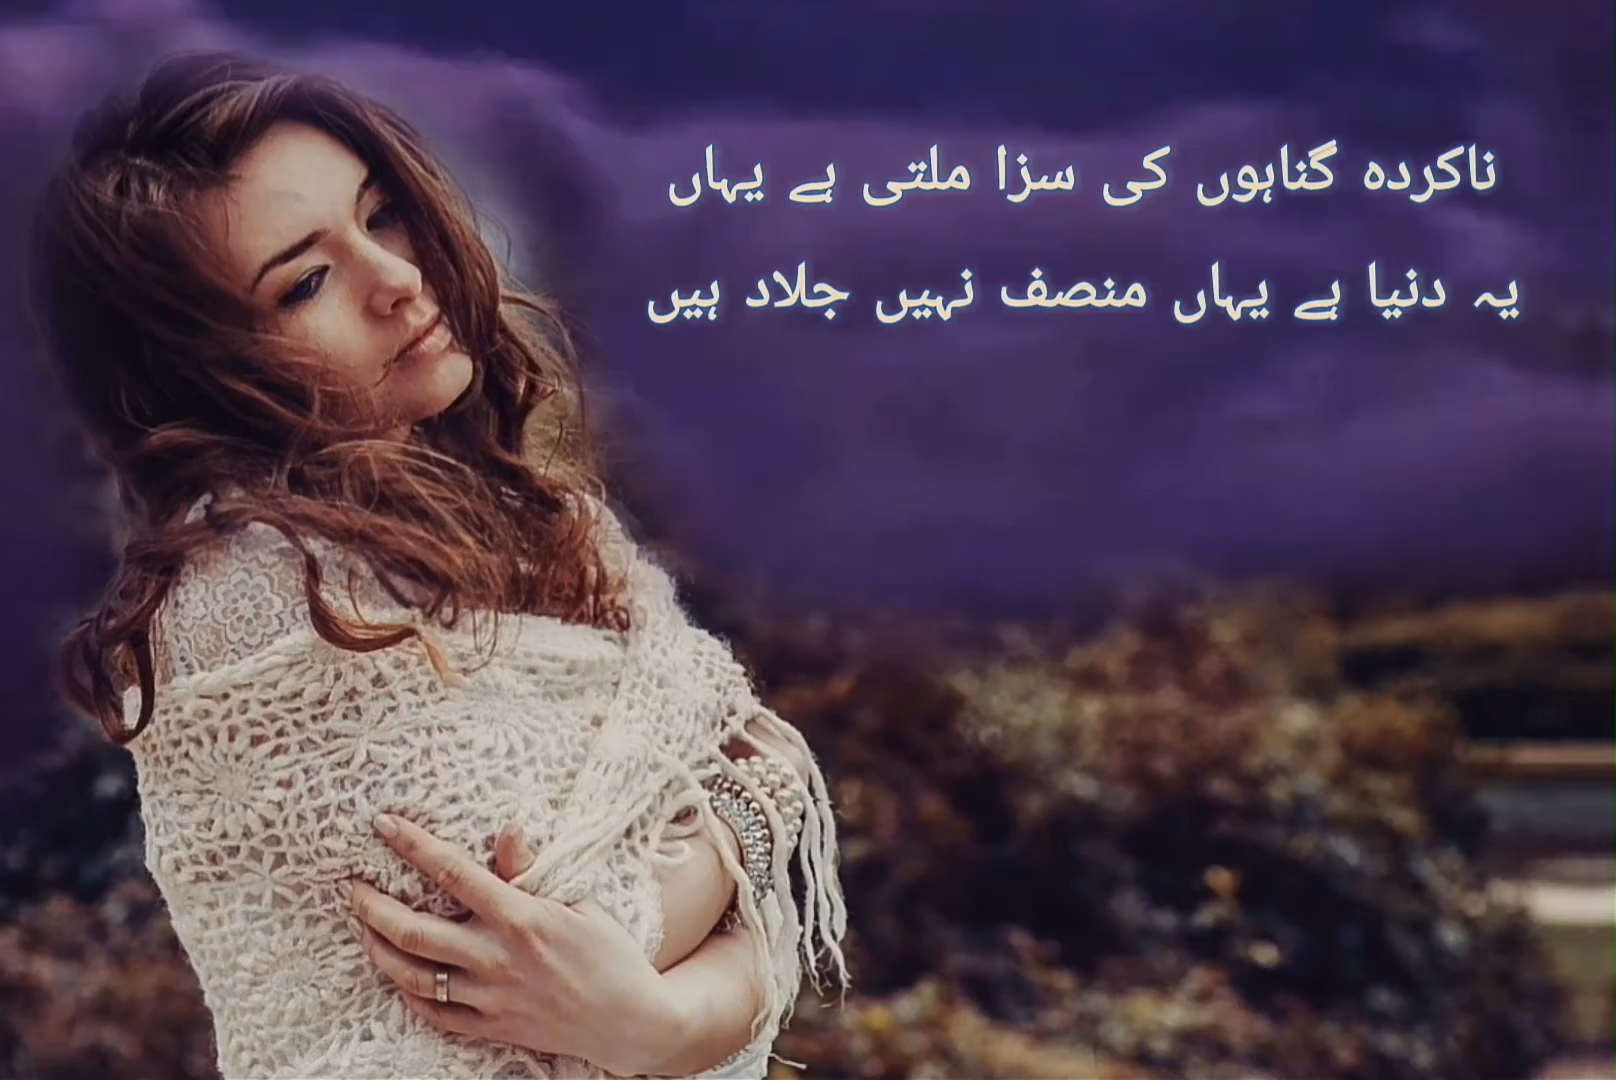 ناکردہ گناہوں کی سزا ملتی ہے یہاں
یہ دنیا ہے یہاں منصف نہیں جلاد ہیں